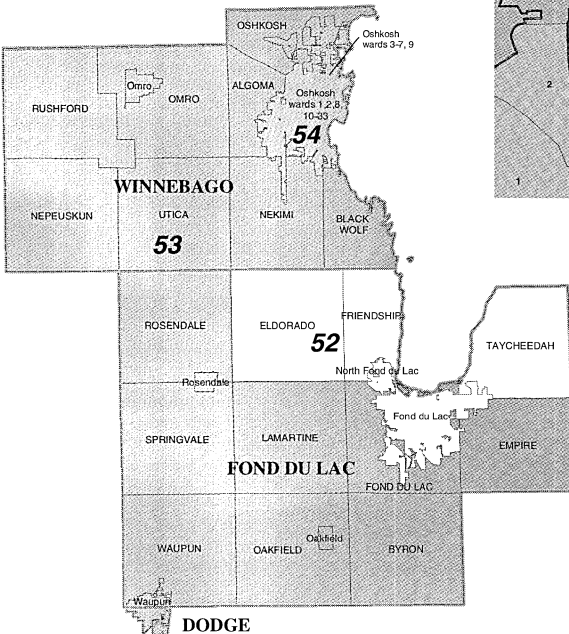 OSHKOSH
Oshkosh
wards 3-7, 9
2
Omro
OMRO
ALGOMA
RUSHFORD
Oshkosh
wards 1,2,8,
10-33
54
1
WINNEBAGO
NEPEUSKUN
UTICA
NEKIMI
BLACK
WOLF
53
ROSENDALE
ELDORADO
FRIENDSHIP
52
TAYCHEEDAH
North Fond du Lac
Rosendale
Fond du Lac
SPRINGVALE
LAMARTINE
EMPIRE
FOND DU LAC
FOND DU LAC
WAUPUN
OAKFIELD
Oakfield
BYRON
Waupun
DODGE